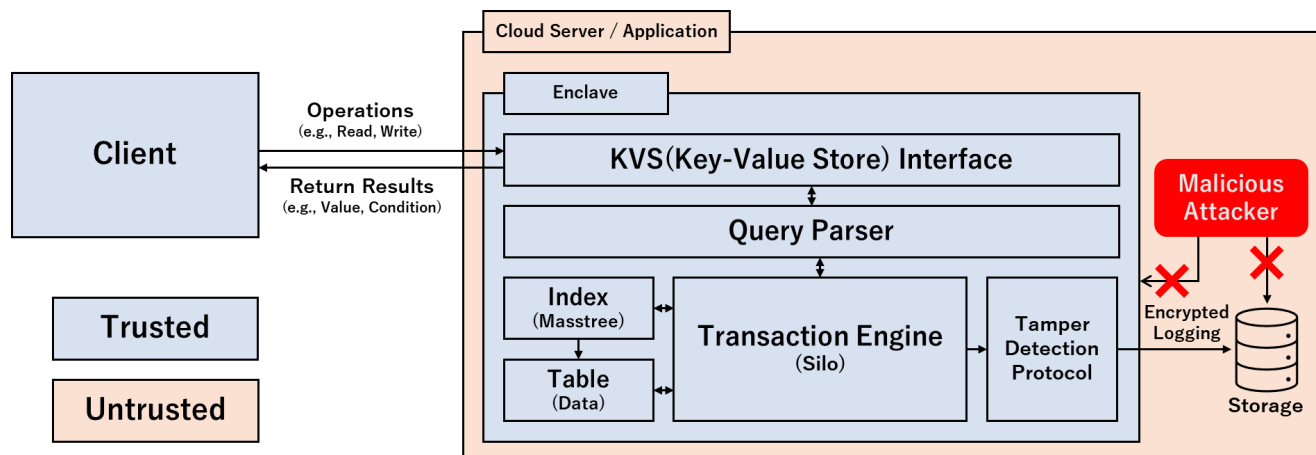 Cloud Server / Application
Enclave
Client
Operations
(e.g., Read, Write)
Return Results
(e.g., Value, Condition)
KVS(Key-Value Store) Interface
Query Parser
Index
(Masstree)
Table
(Data)
Transaction Engine
(Silo)
Tamper
Detection
Protocol
Malicious
Attacker
Encrypted
Logging
Storage
Trusted
Untrusted